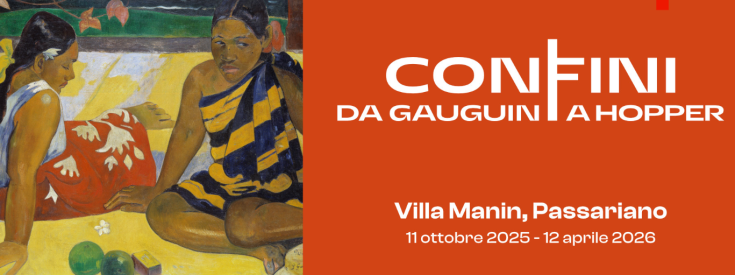 CONFINI
DA GAUGUIN A HOPPER
Villa Manin, Passariano
11 ottobre 2025 - 12 aprile 2026